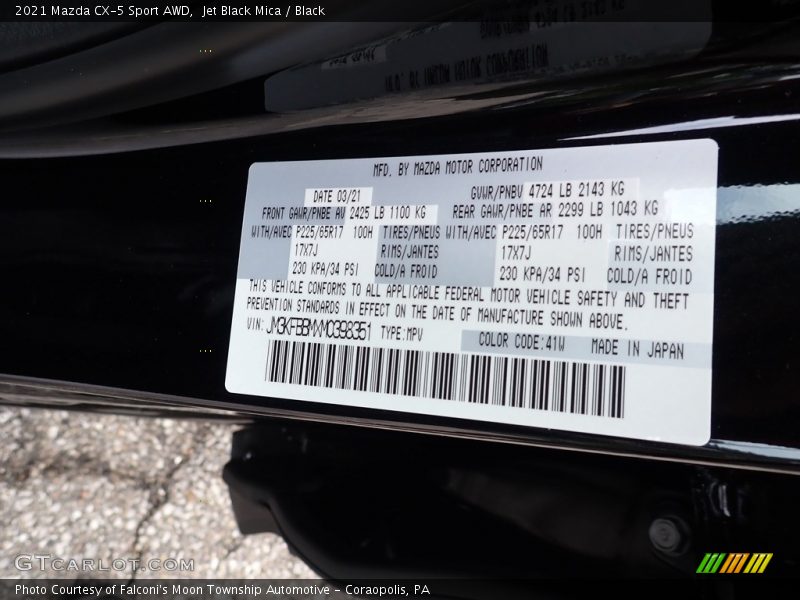 2021 Mazda CX-5 Sport AWD, Jet Black Mica / Black
MFD. BY MAZDA MOTOR CORPORATION
DATE 03/21 GVWR/PNBV 4724 LB 2143 KG
FRONT GAWR/PNBE AV 2425 LB 1100 KG REAR GAWR/PNBE AR 2299 LB 1043 KG
WITH/AVEC P225/65R17 100H TIRES/PNEUS WITH/AVEC P225/65R17 100H TIRES/PNEUS
17X7J RIMS/JANTES 17X7J RIMS/JANTES
230 KPA/34 PSI COLD/A FROID 230 KPA/34 PSI COLD/A FROID
THIS VEHICLE CONFORMS TO ALL APPLICABLE FEDERAL MOTOR VEHICLE SAFETY AND THEFT
PREVENTION STANDARDS IN EFFECT ON THE DATE OF MANUFACTURE SHOWN ABOVE.
VIN: TYPE:MPV COLOR CODE:41W MADE IN JAPAN
GTCARLOT.COM
Photo Courtesy of Falconi's Moon Township Automotive - Coraopolis, PA